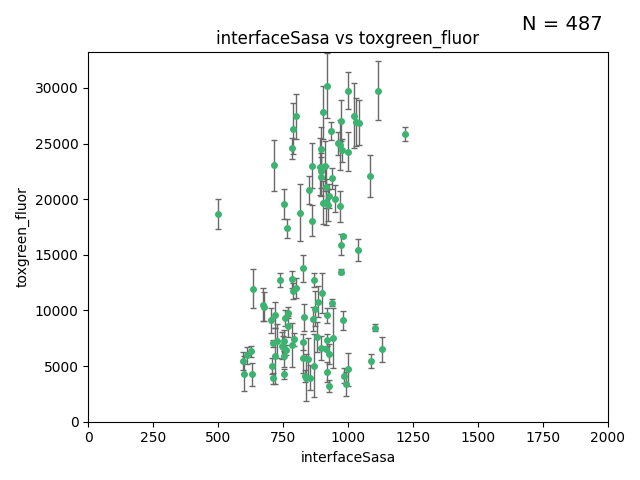 N = 487
interfaceSasa vs toxgreen_fluor
30000
25000
20000
15000
10000
5000
0
toxgreen_fluor
0 250 500 750 1000 1250 1500 1750 2000
interfaceSasa